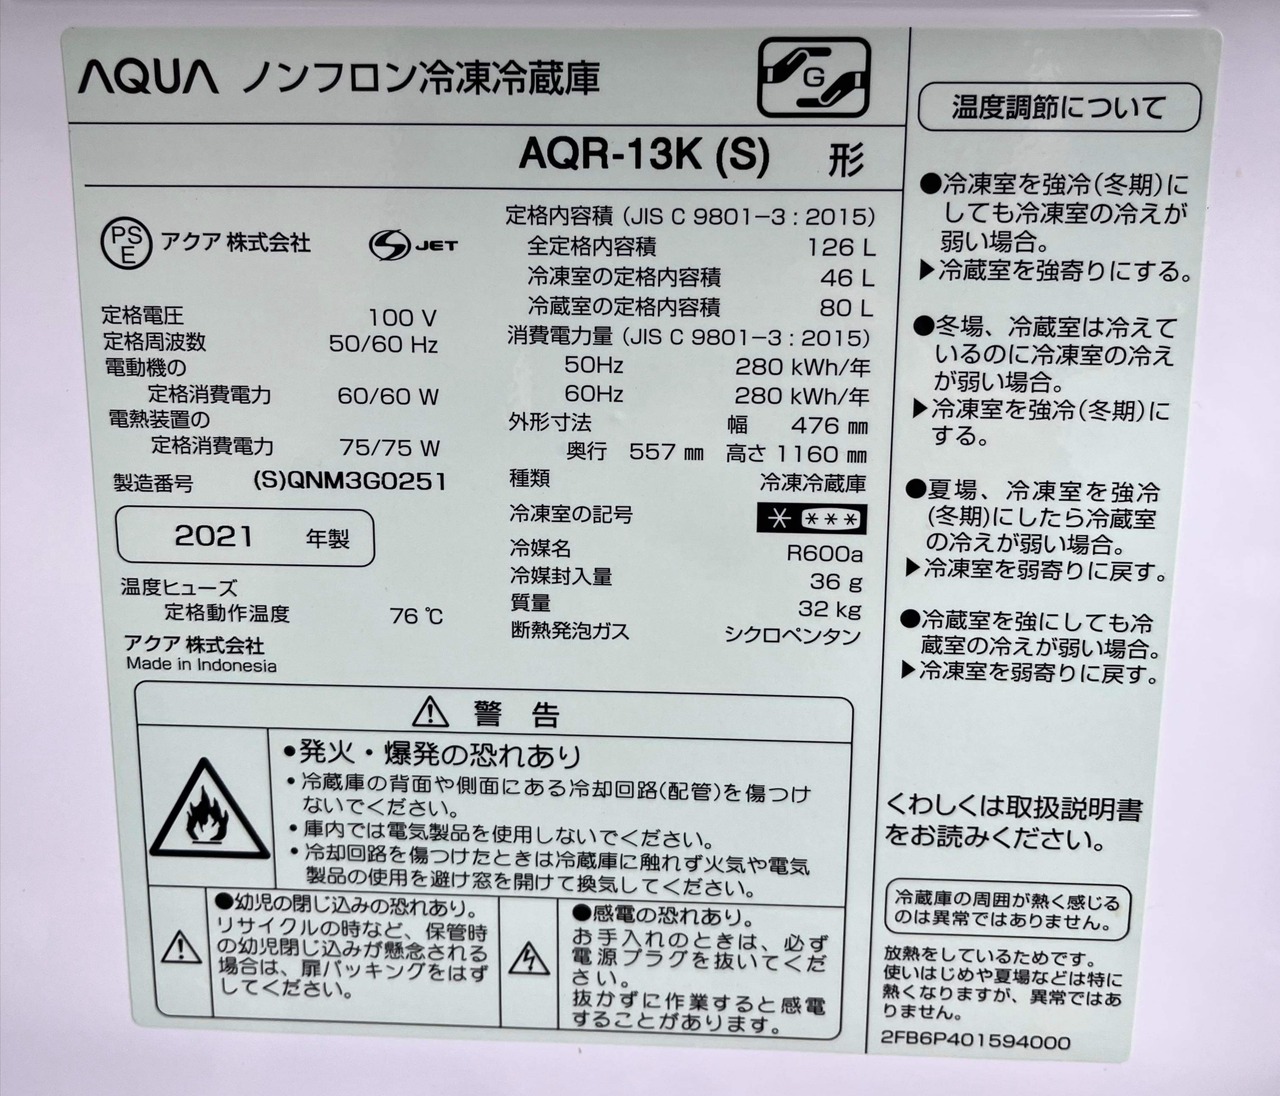 AQUA ノンフロン冷凍冷蔵庫
G
AQR-13K (S) 形
PS
E
アクア 株式会社
S JET
定格電圧 100 V
定格周波数 50/60 Hz
電動機の
定格消費電力 60/60 W
電熱装置の
定格消費電力 75/75 W
製造番号 (S)QNM3G0251
2021 年製
温度ヒューズ
定格動作温度 76 ℃
アクア 株式会社
Made in Indonesia
定格内容積 (JIS C 9801-3 : 2015)
全定格内容積 126 L
冷凍室の定格内容積 46 L
冷蔵室の定格内容積 80 L
消費電力量 (JIS C 9801-3 : 2015)
50Hz 280 kWh/年
60Hz 280 kWh/年
外形寸法 幅 476 ㎜
奥行 557 ㎜ 高さ 1160 ㎜
種類 冷凍冷蔵庫
冷凍室の記号 * ***
冷媒名 R600a
冷媒封入量 36 g
質量 32 kg
断熱発泡ガス シクロペンタン
⚠ 警 告
•発火・爆発の恐れあり
•冷蔵庫の背面や側面にある冷却回路(配管)を傷つけ
ないでください。
•庫内では電気製品を使用しないでください。
•冷却回路を傷つけたときは冷蔵庫に触れず火気や電気
製品の使用を避け窓を開けて換気してください。
●幼児の閉じ込みの恐れあり。
リサイクルの時など、保管時
の幼児閉じ込みが懸念される
場合は、扉パッキングをはず
してください。
●感電の恐れあり。
お手入れのときは、必ず
電源プラグを抜いてくだ
さい。
抜かずに作業すると感電
することがあります。
温度調節について
●冷凍室を強冷(冬期)に
しても冷凍室の冷えが
弱い場合。
▶冷蔵室を強寄りにする。
●冬場、冷蔵室は冷えて
いるのに冷凍室の冷え
が弱い場合。
▶冷凍室を強冷(冬期)に
する。
●夏場、冷凍室を強冷
(冬期)にしたら冷蔵室
の冷えが弱い場合。
▶冷凍室を弱寄りに戻す。
●冷蔵室を強にしても冷
蔵室の冷えが弱い場合。
▶冷凍室を弱寄りに戻す。
くわしくは取扱説明書
をお読みください。
冷蔵庫の周囲が熱く感じる
のは異常ではありません。
放熱をしているためです。
使いはじめや夏場などは特に
熱くなりますが、異常ではあ
りません。
2FB6P401594000